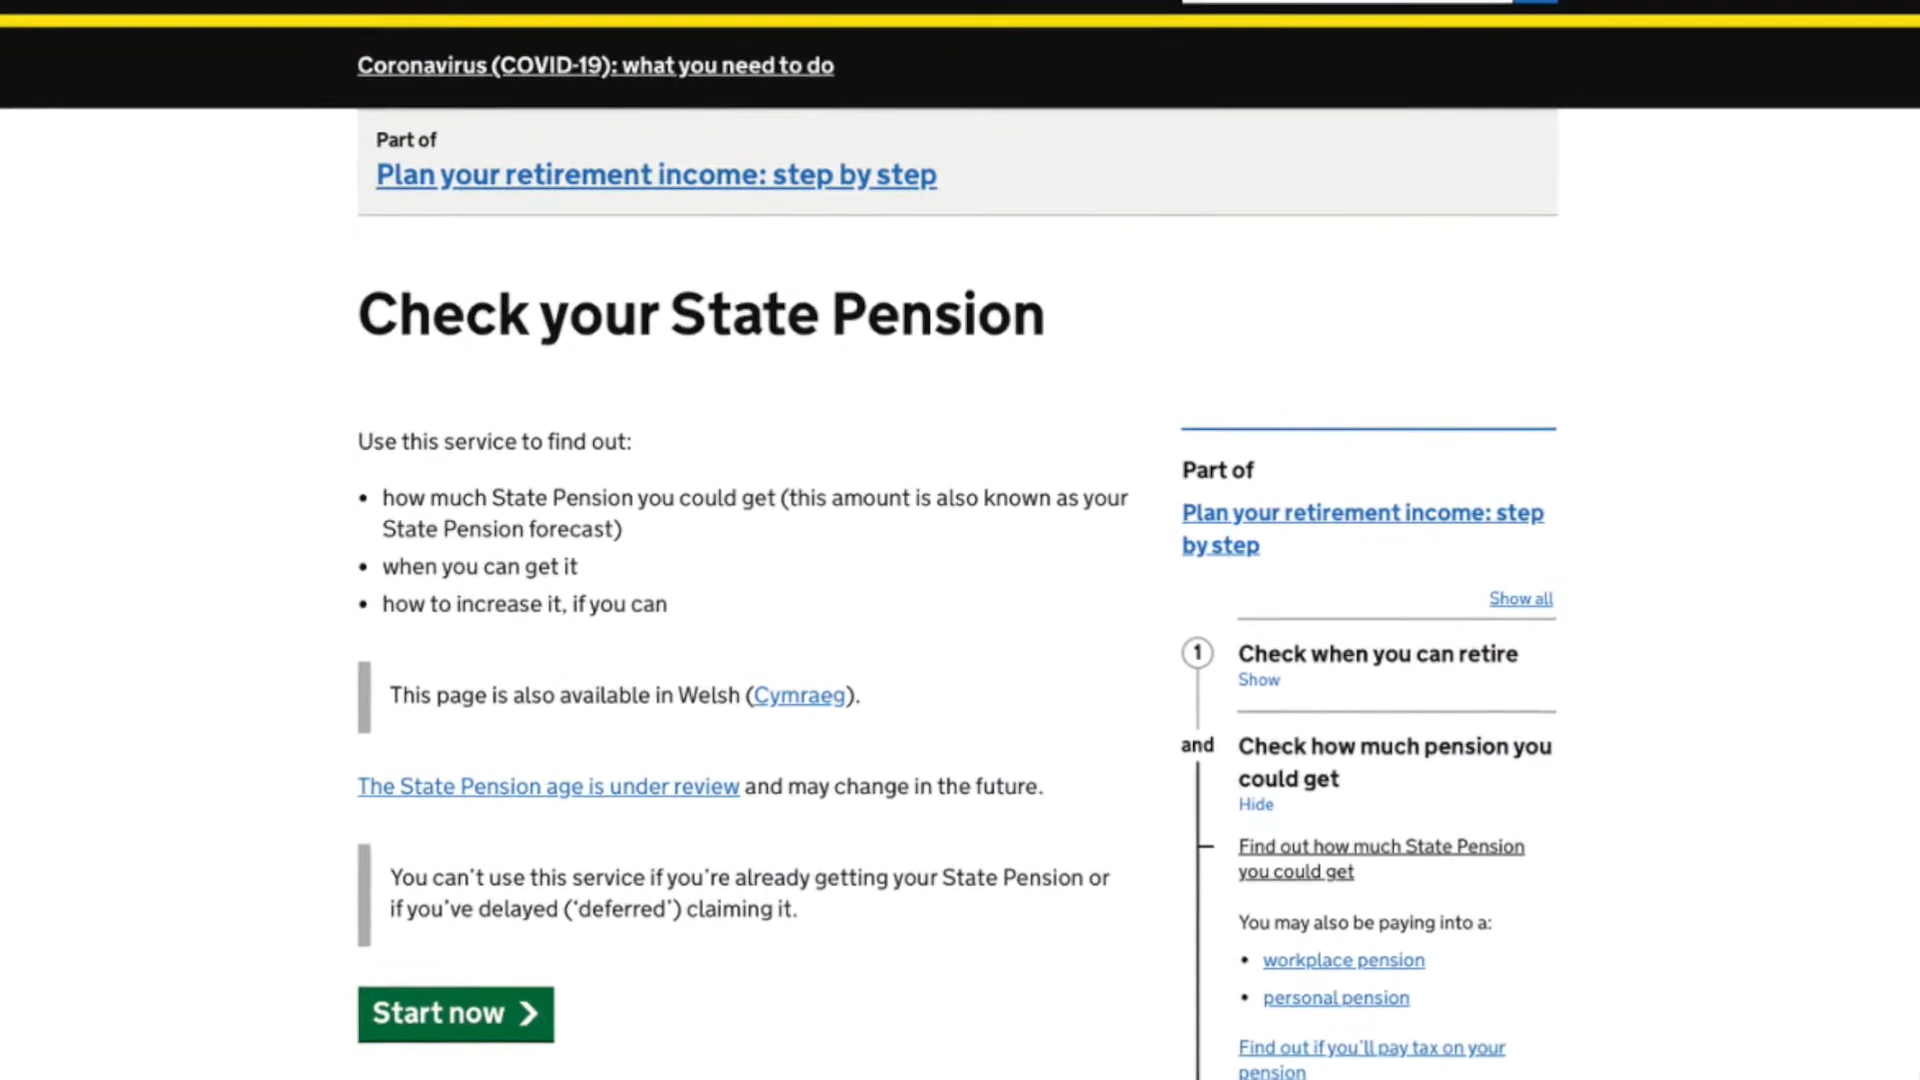 Coronavirus (COVID-19): what you need to do
Part of
Plan your retirement income: step by step
Check your State Pension
Use this service to find out:
• how much State Pension you could get (this amount is also known as your
State Pension forecast)
• when you can get it
• how to increase it, if you can
This page is also available in Welsh (Cymraeg).
The State Pension age is under review and may change in the future.
You can’t use this service if you’re already getting your State Pension or
if you’ve delayed (‘deferred’) claiming it.
Start now
Part of
Plan your retirement income: step
by step
Show all
1 Check when you can retire
Show
and Check how much pension you
could get
Hide
Find out how much State Pension
you could get
You may also be paying into a:
• workplace pension
• personal pension
Find out if you’ll pay tax on your
pension